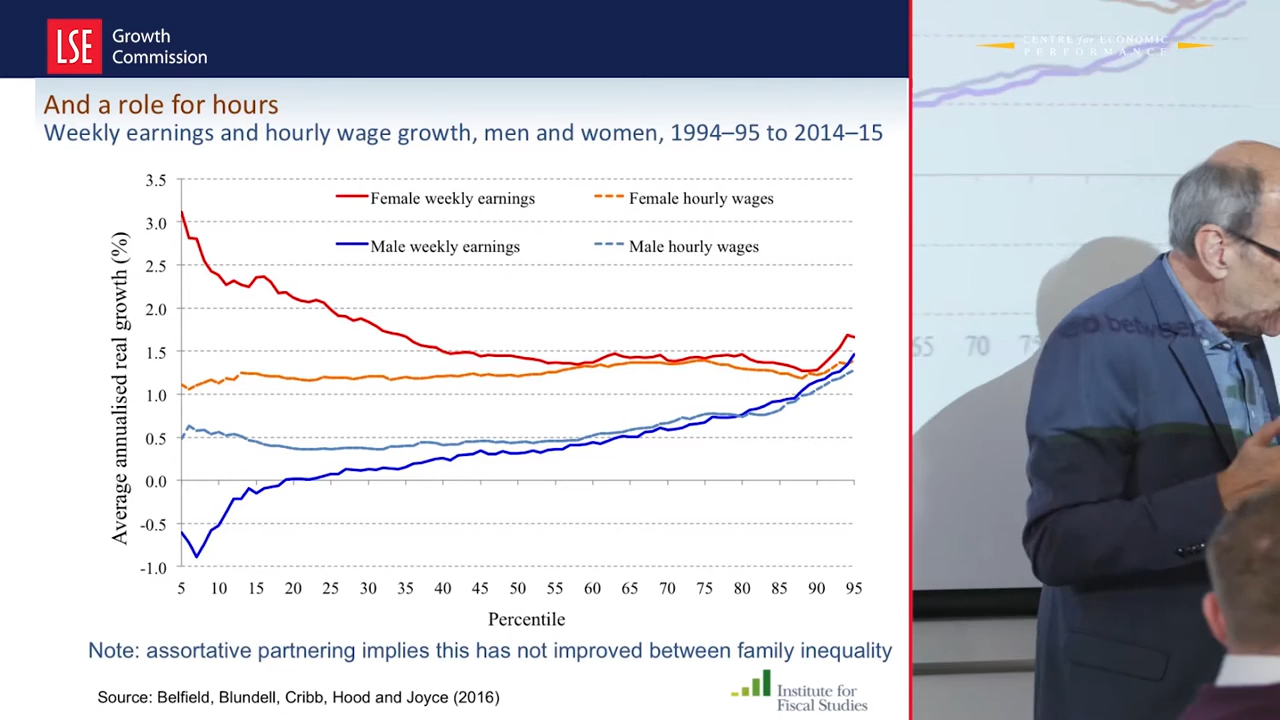 LSE
Growth
Commission
CENTRE for ECONOMIC
PERFORMANCE
And a role for hours
Weekly earnings and hourly wage growth, men and women, 1994–95 to 2014–15
Average annualised real growth (%)
3.5
3.0
2.5
2.0
1.5
1.0
0.5
0.0
-0.5
-1.0
Female weekly earnings
Female hourly wages
Male weekly earnings
Male hourly wages
5 10 15 20 25 30 35 40 45 50 55 60 65 70 75 80 85 90 95
Percentile
Note: assortative partnering implies this has not improved between family inequality
Source: Belfield, Blundell, Cribb, Hood and Joyce (2016)
Institute for
Fiscal Studies
65 70 75
between